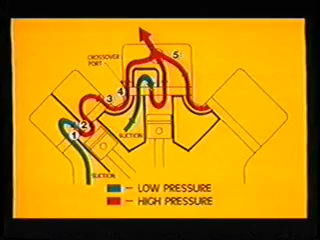 5
CROSSOVER
PORT
4
3
2
1
SUCTION
SUCTION
- LOW PRESSURE
- HIGH PRESSURE